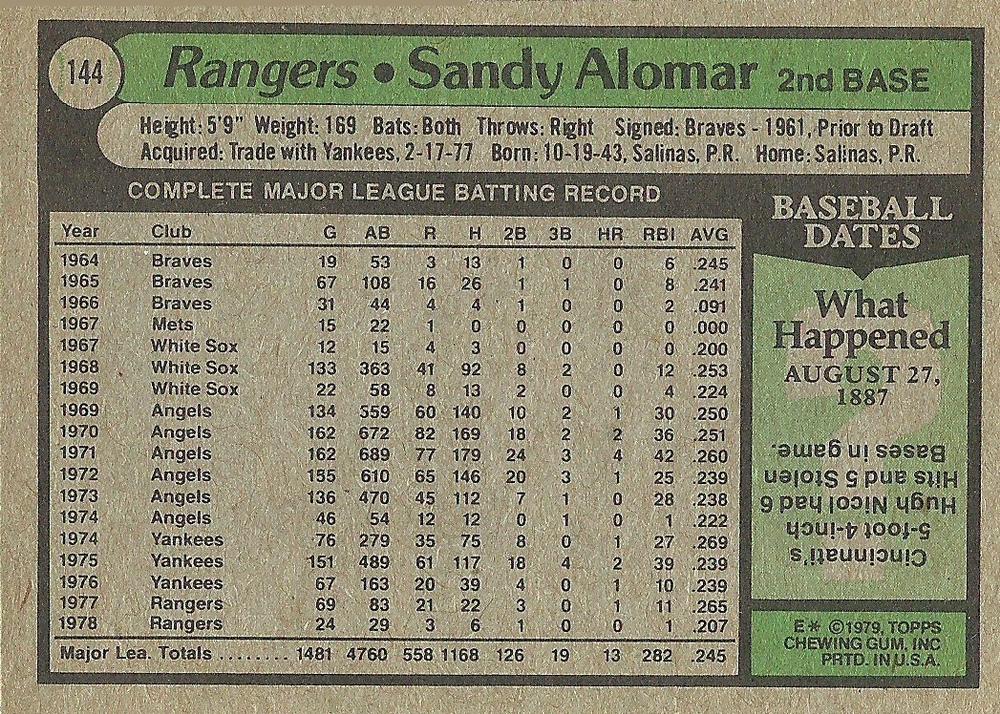 144
Rangers • Sandy Alomar 2nd BASE
Height: 5'9" Weight: 169 Bats: Both Throws: Right Signed: Braves - 1961, Prior to Draft
Acquired: Trade with Yankees, 2-17-77 Born: 10-19-43, Salinas, P.R. Home: Salinas, P.R.
COMPLETE MAJOR LEAGUE BATTING RECORD
Year Club G AB R H 2B 3B HR RBI AVG
1964 Braves 19 53 3 13 1 0 0 6 .245
1965 Braves 67 108 16 26 1 1 0 8 .241
1966 Braves 31 44 4 4 1 0 0 2 .091
1967 Mets 15 22 1 0 0 0 0 0 .000
1967 White Sox 12 15 4 3 0 0 0 0 .200
1968 White Sox 133 363 41 92 8 2 0 12 .253
1969 White Sox 22 58 8 13 2 0 0 4 .224
1969 Angels 134 559 60 140 10 2 1 30 .250
1970 Angels 162 672 82 169 18 2 2 36 .251
1971 Angels 162 689 77 179 24 3 4 42 .260
1972 Angels 155 610 65 146 20 3 1 25 .239
1973 Angels 136 470 45 112 7 1 0 28 .238
1974 Angels 46 54 12 12 0 1 0 1 .222
1974 Yankees 76 279 35 75 8 0 1 27 .269
1975 Yankees 151 489 61 117 18 4 2 39 .239
1976 Yankees 67 163 20 39 4 0 1 10 .239
1977 Rangers 69 83 21 22 3 0 1 11 .265
1978 Rangers 24 29 3 6 1 0 0 1 .207
Major Lea. Totals ........ 1481 4760 558 1168 126 19 13 282 .245
BASEBALL
DATES
What
Happened
AUGUST 27,
1887
Cincinnati's
5-foot 4-inch
Hugh Nicol had 6
Hits and 5 Stolen
Bases in game.
E* ©1979, TOPPS
CHEWING GUM, INC
PRTD. IN U.S.A.